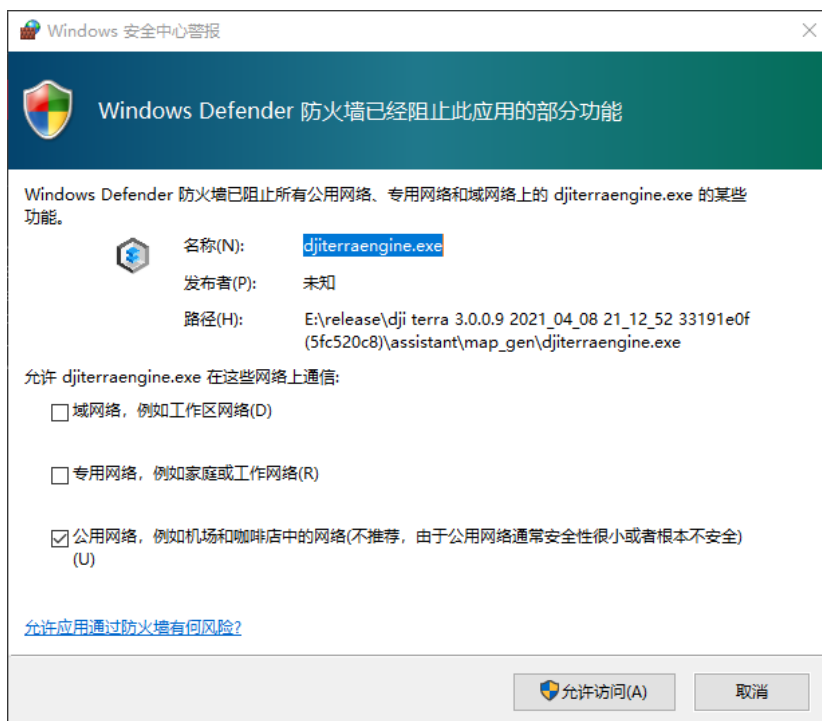 Windows 安全中心警报
Windows Defender 防火墙已经阻止此应用的部分功能
Windows Defender 防火墙已阻止所有公用网络、专用网络和域网络上的 djiterraengine.exe 的某些
功能。
名称(N): djiterraengine.exe
发布者(P): 未知
路径(H): E:\release\dji terra 3.0.0.9 2021_04_08 21_12_52 33191e0f
(5fc520c8)\assistant\map_gen\djiterraengine.exe
允许 djiterraengine.exe 在这些网络上通信:
域网络，例如工作区网络(D)
专用网络，例如家庭或工作网络(R)
公用网络，例如机场和咖啡店中的网络(不推荐，由于公用网络通常安全性很小或者根本不安全)
(U)
允许应用通过防火墙有何风险?
允许访问(A) 取消